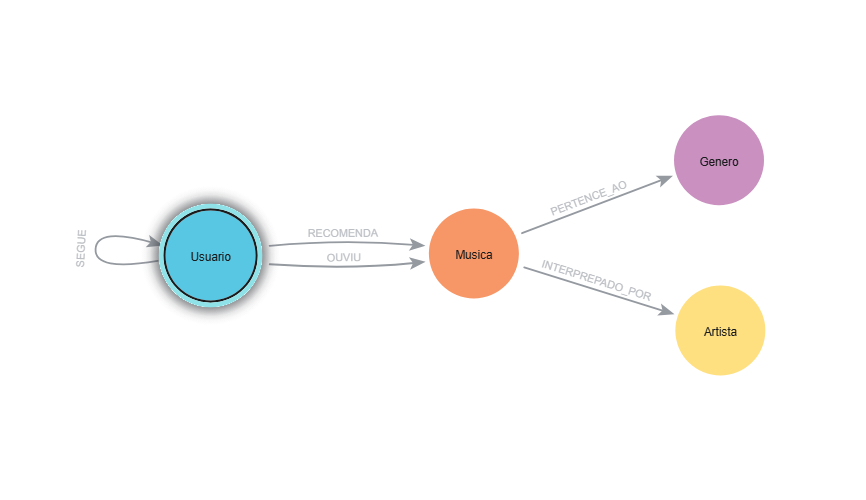 SEGUE
Usuario
RECOMENDA
OUVIU
Musica
PERTENCE_AO
Genero
INTERPREPADO_POR
Artista